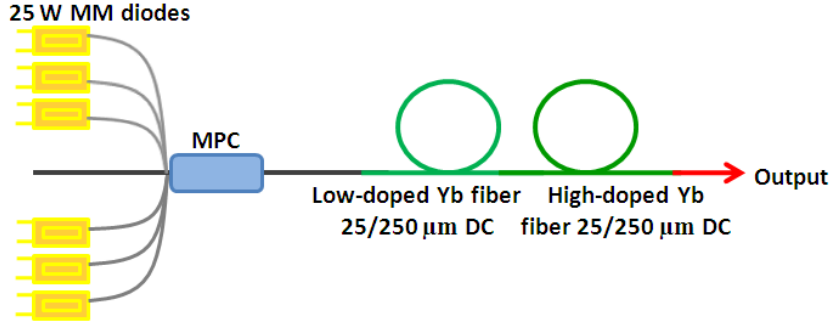 25 W MM diodes
MPC
Low-doped Yb fiber
25/250 μm DC
High-doped Yb
fiber 25/250 μm DC
Output